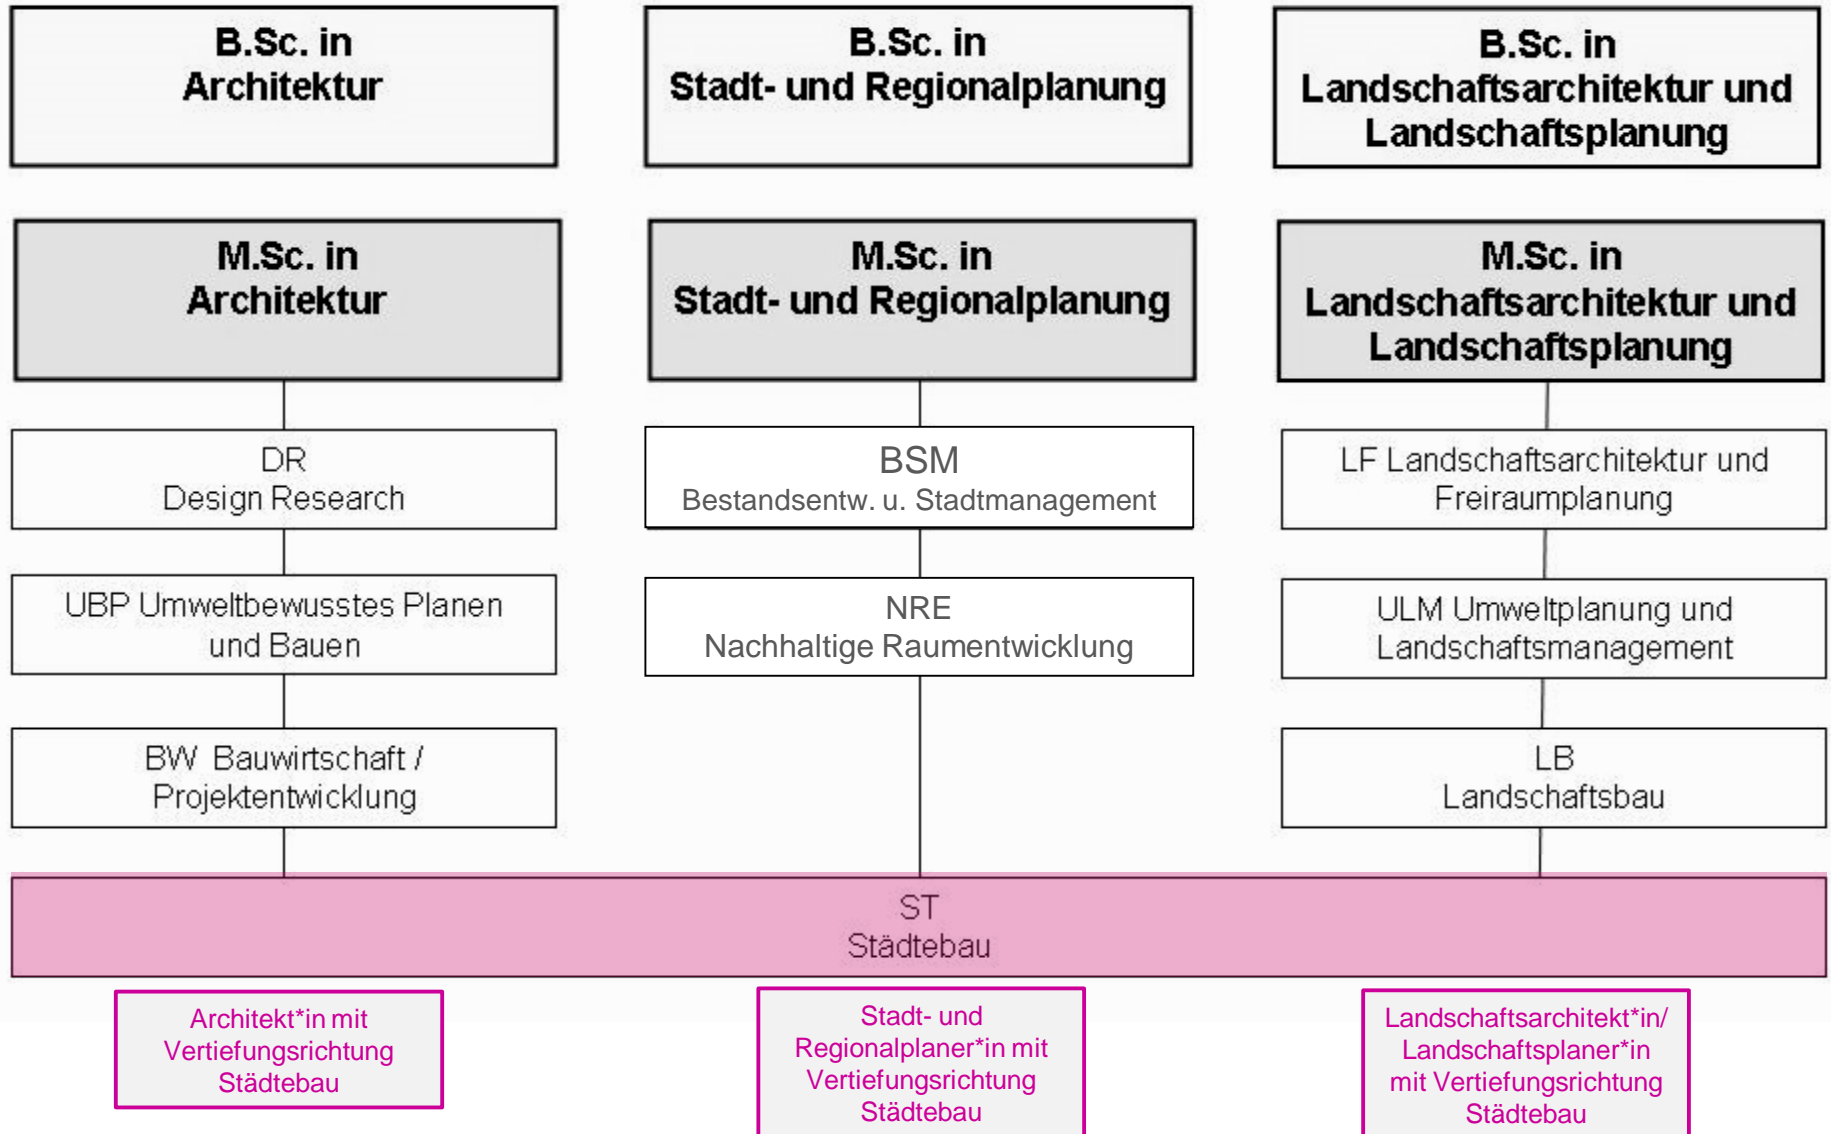 B.Sc. in
Architektur
B.Sc. in
Stadt- und Regionalplanung
B.Sc. in
Landschaftsarchitektur und
Landschaftsplanung
M.Sc. in
Architektur
M.Sc. in
Stadt- und Regionalplanung
M.Sc. in
Landschaftsarchitektur und
Landschaftsplanung
DR
Design Research
BSM
Bestandsentw. u. Stadtmanagement
LF Landschaftsarchitektur und
Freiraumplanung
UBP Umweltbewusstes Planen
und Bauen
NRE
Nachhaltige Raumentwicklung
ULM Umweltplanung und
Landschaftsmanagement
BW Bauwirtschaft /
Projektentwicklung
LB
Landschaftsbau
ST
Städtebau
Architekt*in mit
Vertiefungsrichtung
Städtebau
Stadt- und
Regionalplaner*in mit
Vertiefungsrichtung
Städtebau
Landschaftsarchitekt*in/
Landschaftsplaner*in
mit Vertiefungsrichtung
Städtebau